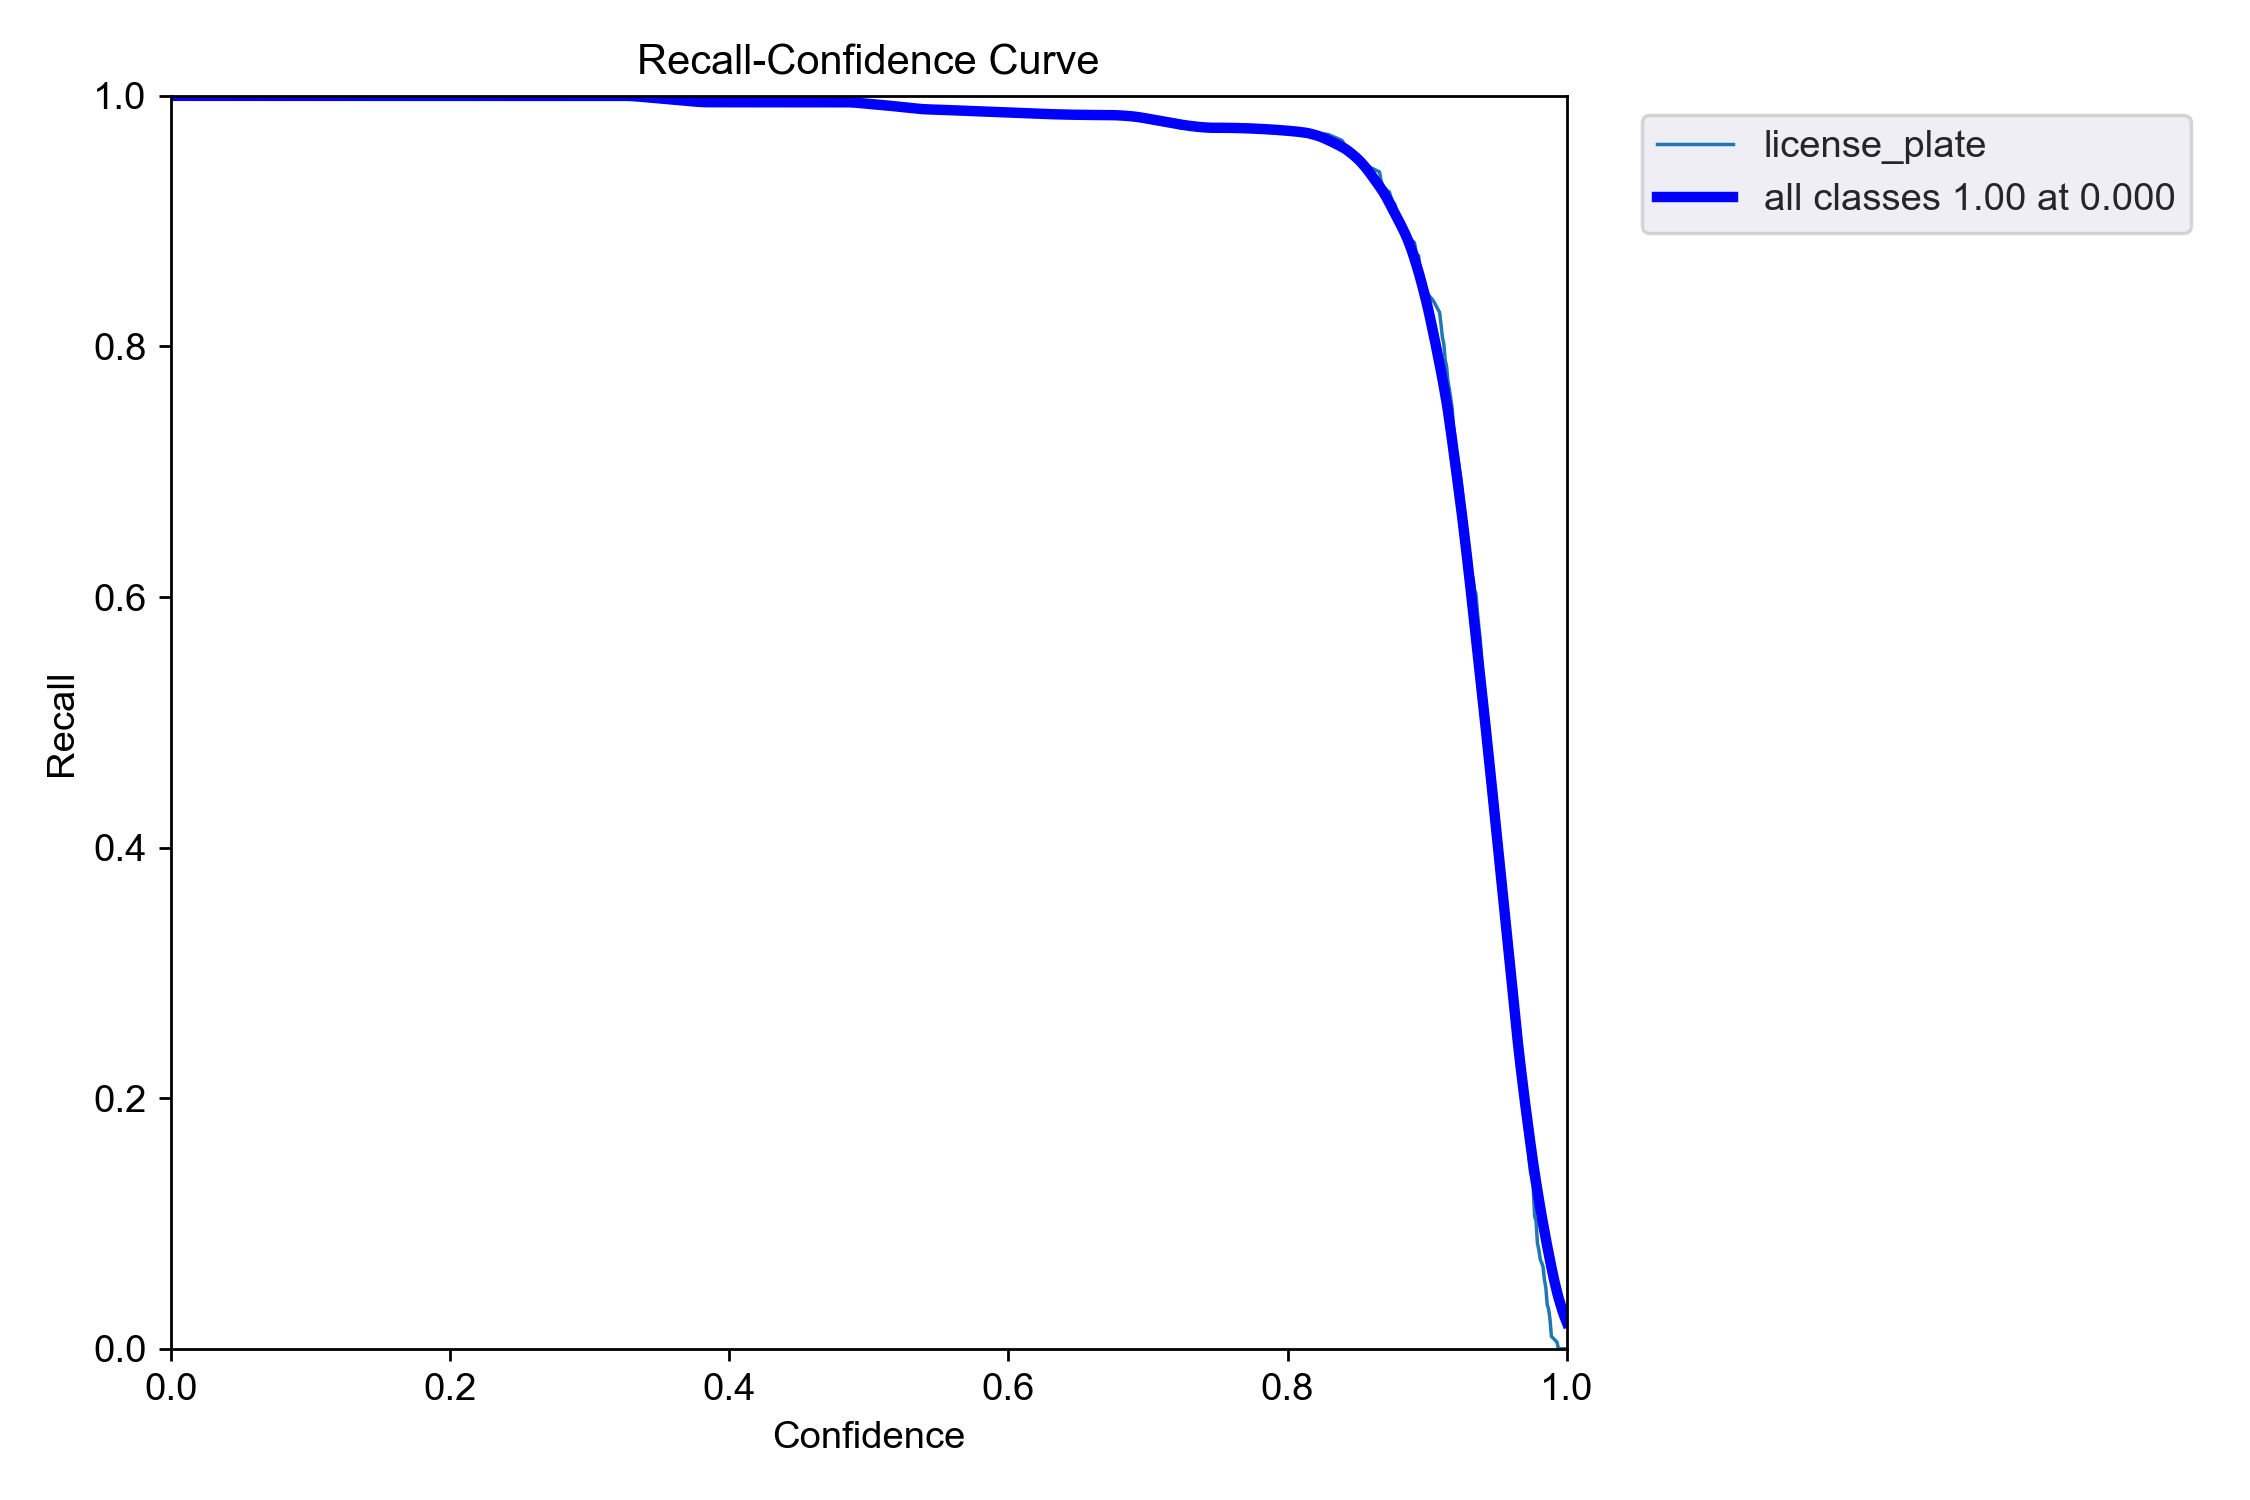 Recall-Confidence Curve
1.0
0.8
0.6
0.4
0.2
0.0
Recall
0.0 0.2 0.4 0.6 0.8 1.0
Confidence
license_plate
all classes 1.00 at 0.000